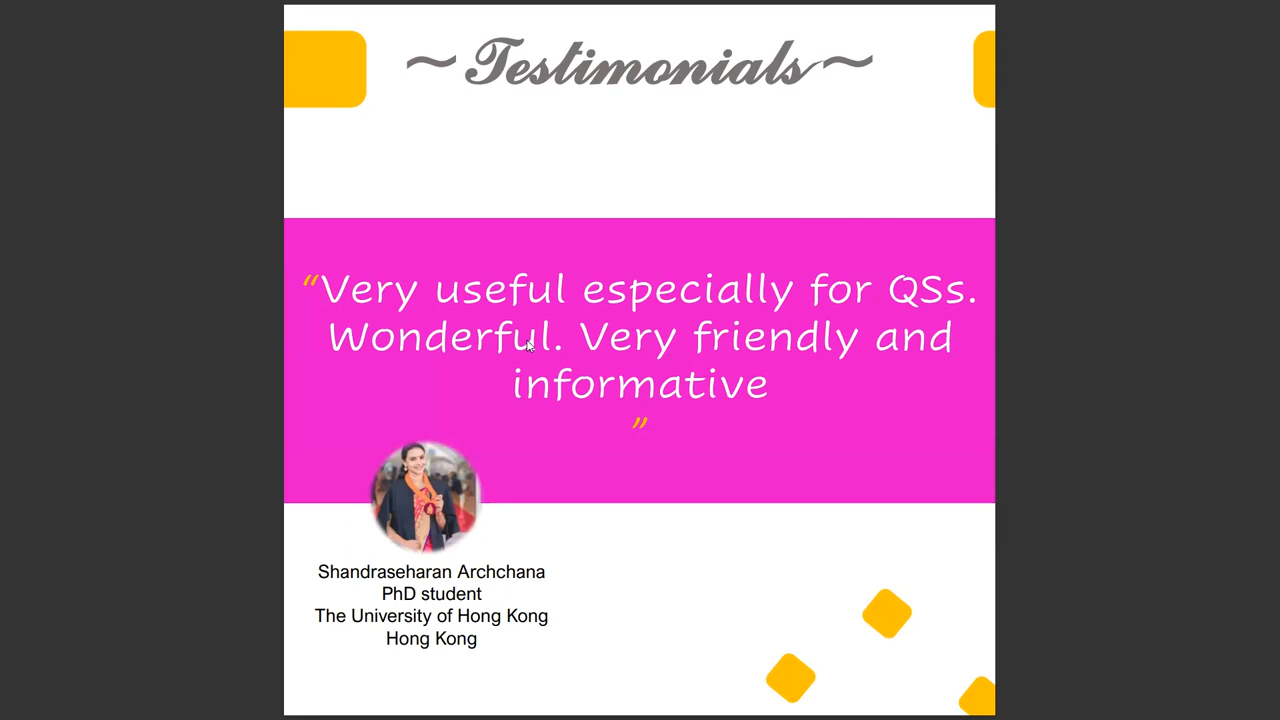 ~Testimonials~
“Very useful especially for QSs.
Wonderful. Very friendly and
informative
”
Shandraseharan Archchana
PhD student
The University of Hong Kong
Hong Kong